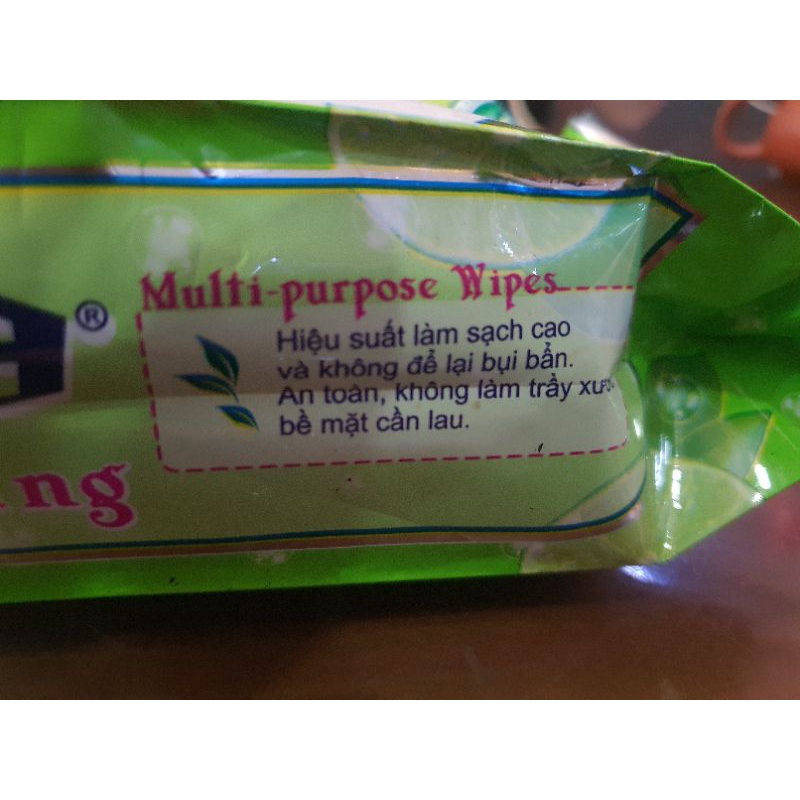 Multi-purpose Wipes
®
Hiệu suất làm sạch cao
và không để lại bụi bẩn.
An toàn, không làm trầy
bề mặt cần lau.